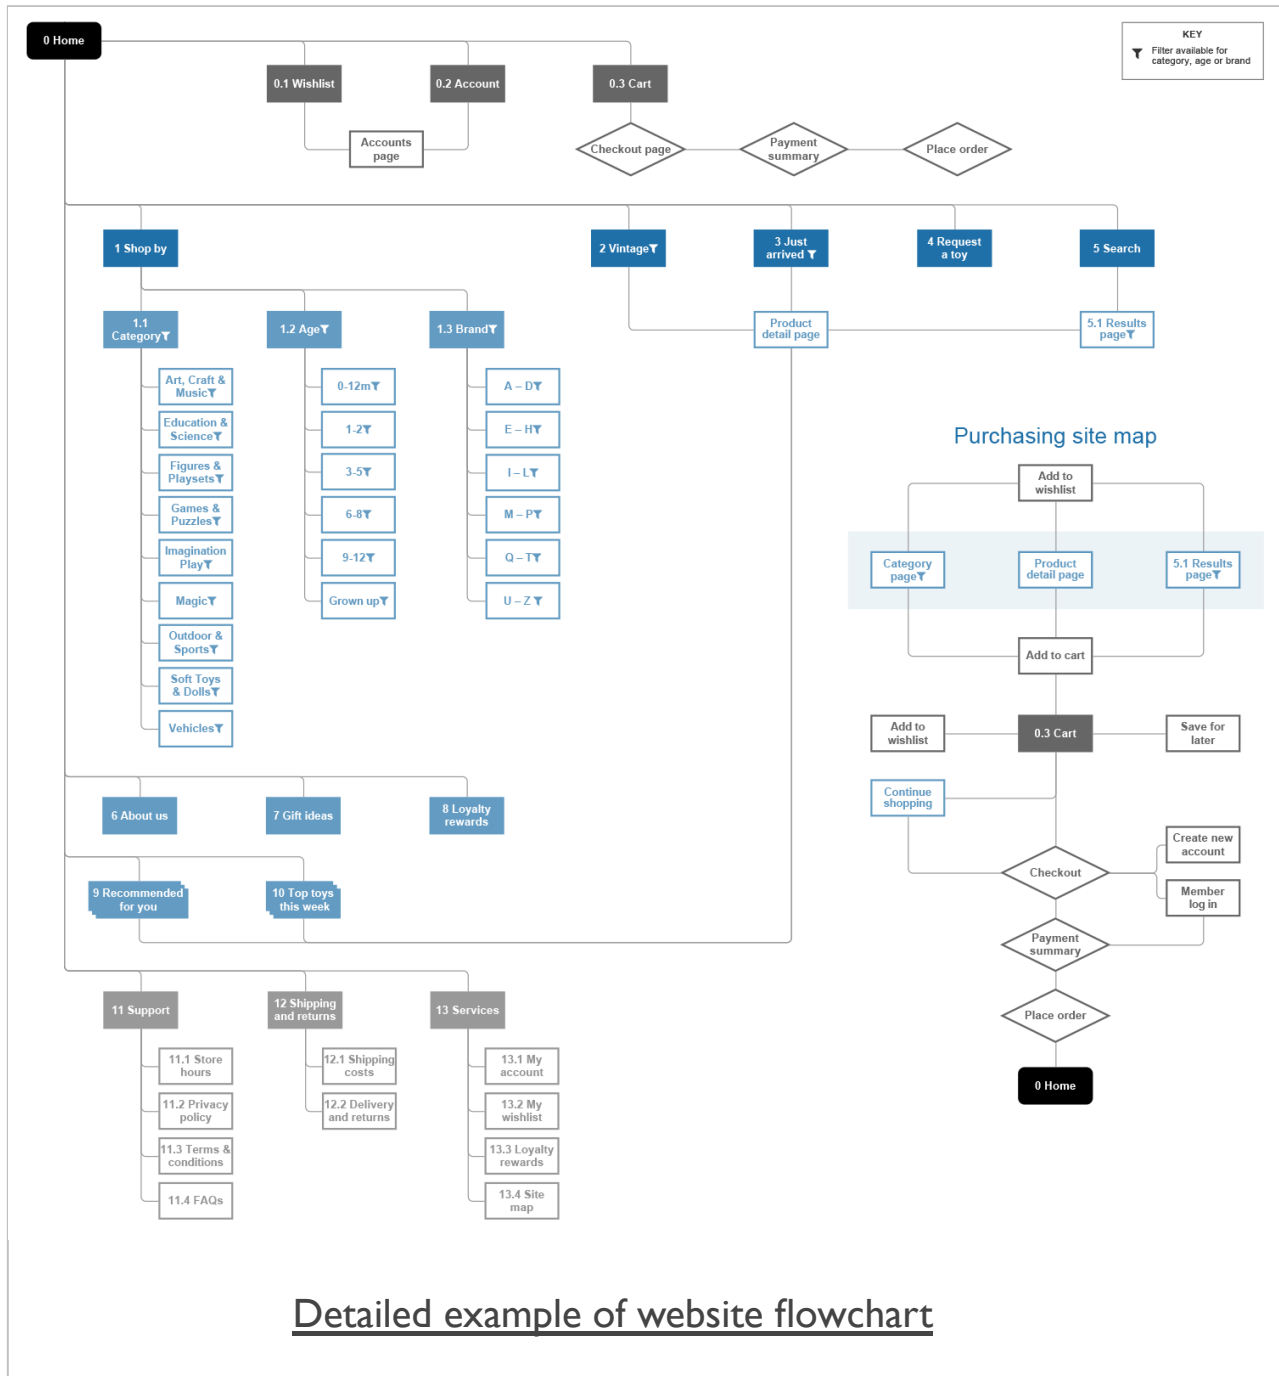 0 Home
KEY
Filter available for
category, age or brand
0.1 Wishlist
0.2 Account
0.3 Cart
Accounts
page
Checkout page
Payment
summary
Place order
1 Shop by
2 Vintage
3 Just
arrived
4 Request
a toy
5 Search
1.1
Category
1.2 Age
1.3 Brand
Product
detail page
5.1 Results
page
Art, Craft &
Music
Education &
Science
Figures &
Playsets
Games &
Puzzles
Imagination
Play
Magic
Outdoor &
Sports
Soft Toys
& Dolls
Vehicles
0-12m
1-2
3-5
6-8
9-12
Grown up
A – D
E – H
I – L
M – P
Q – T
U – Z
Purchasing site map
Add to
wishlist
Category
page
Product
detail page
5.1 Results
page
Add to cart
Add to
wishlist
0.3 Cart
Save for
later
Continue
shopping
Checkout
Create new
account
Member
log in
Payment
summary
Place order
0 Home
6 About us
7 Gift ideas
8 Loyalty
rewards
9 Recommended
for you
10 Top toys
this week
11 Support
12 Shipping
and returns
13 Services
11.1 Store
hours
11.2 Privacy
policy
11.3 Terms &
conditions
11.4 FAQs
12.1 Shipping
costs
12.2 Delivery
and returns
13.1 My
account
13.2 My
wishlist
13.3 Loyalty
rewards
13.4 Site
map
Detailed example of website flowchart